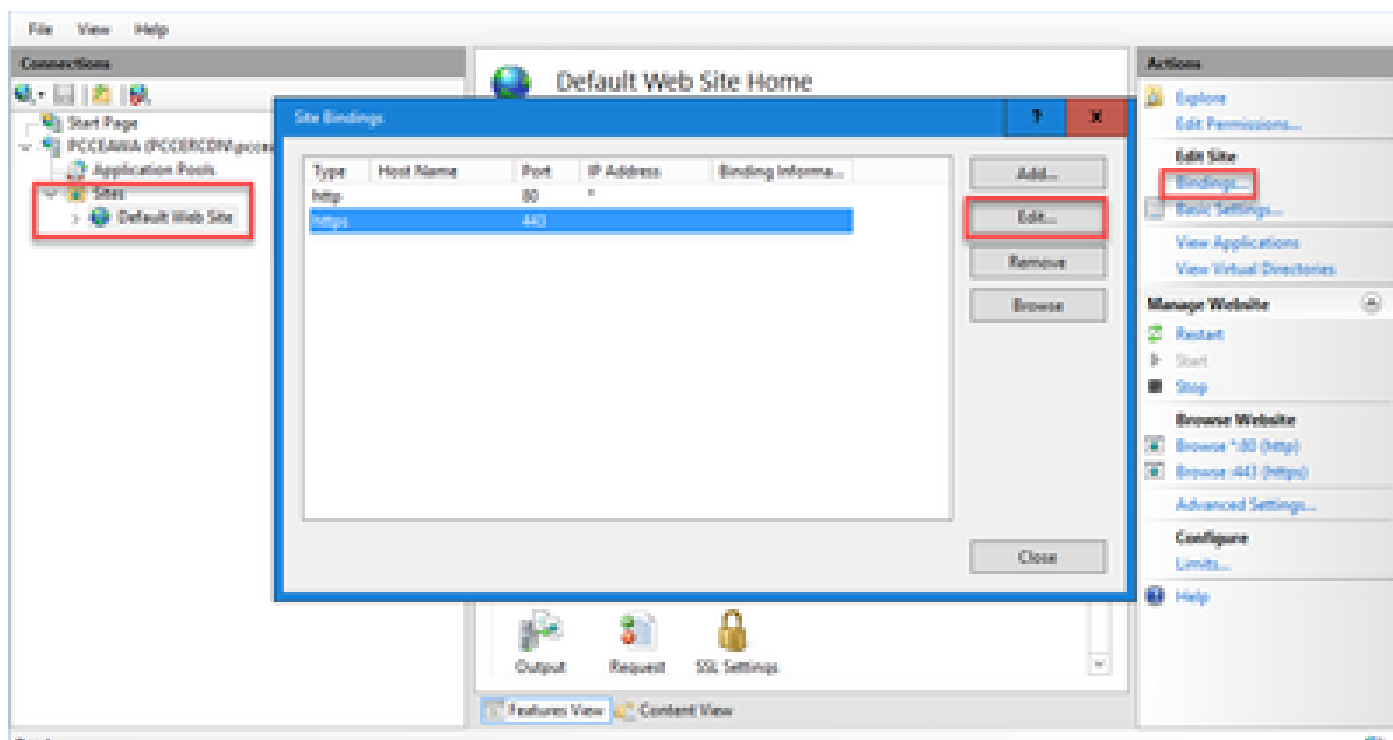 File View Help
Connections
Start Page
Application Pools
Sites
Default Web Site
Default Web Site Home
Site Bindings
? X
Type Host Name Port IP Address Binding Informa...
http 80 *
https 443
Add...
Edit...
Remove
Browse
Close
Output Request SSL Settings
Features View Content View
Actions
Explore
Edit Permissions...
Edit Site
Bindings...
Basic Settings...
View Applications
View Virtual Directories
Manage Website
Restart
Start
Stop
Browse Website
Browse *:80 (http)
Browse :443 (https)
Advanced Settings...
Configure
Limits...
Help